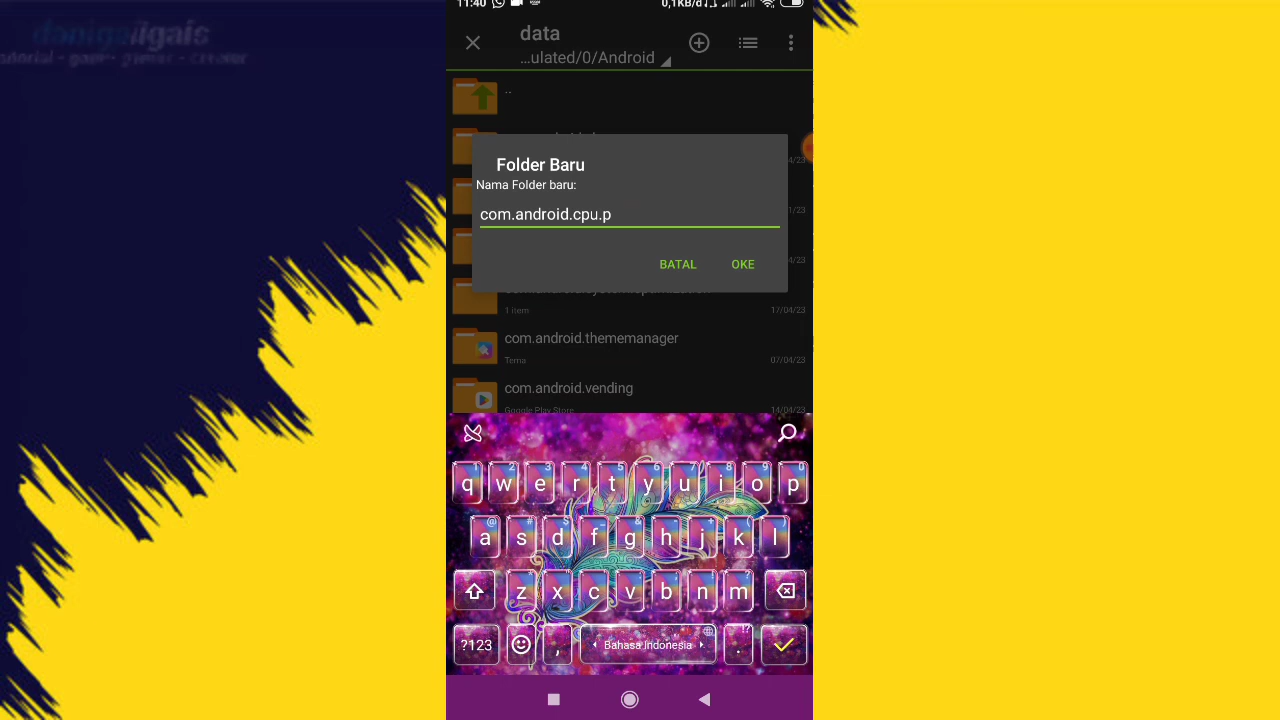 11:40
0,1KB/d
data
...ulated/0/Android
..
Folder Baru
Nama Folder baru:
com.android.cpu.p
BATAL
OKE
1 item
17/04/23
com.android.thememanager
Tema
07/04/23
com.android.vending
Google Play Store
14/04/23
q w e r t y u i o p
a s d f g h j k l
z x c v b n m
?123
,
Bahasa Indonesia
.